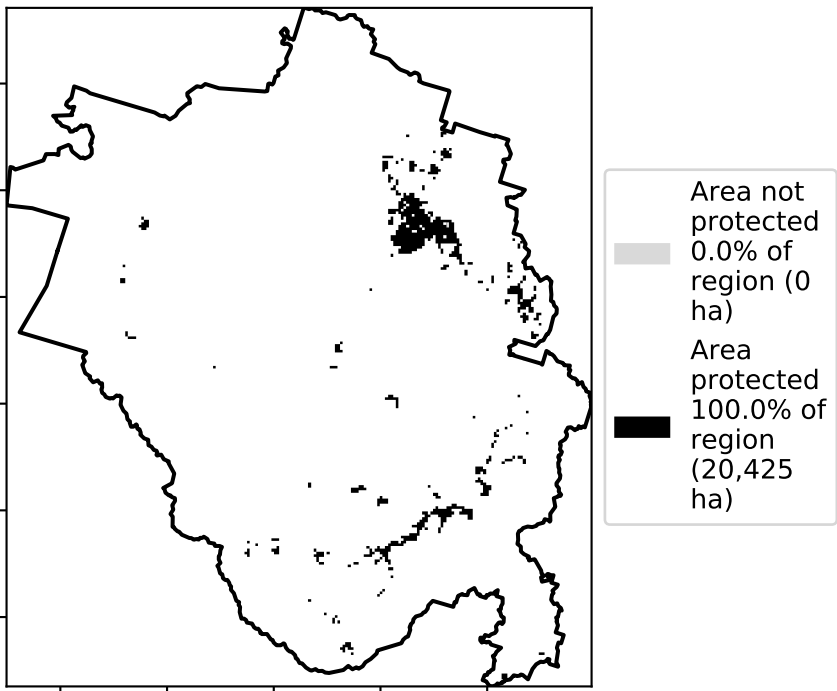 Area not
protected
0.0% of
region (0
ha)
Area
protected
100.0% of
region
(20,425
ha)